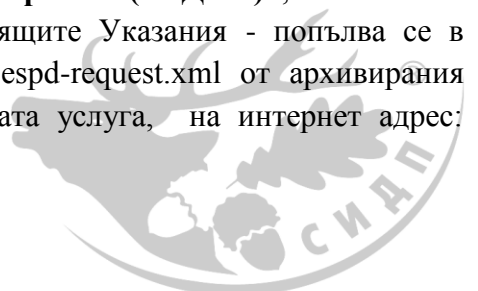 ящите Указания - попълва се в
espd-request.xml от архивирания
ата услуга, на интернет адрес:
®
СИДП